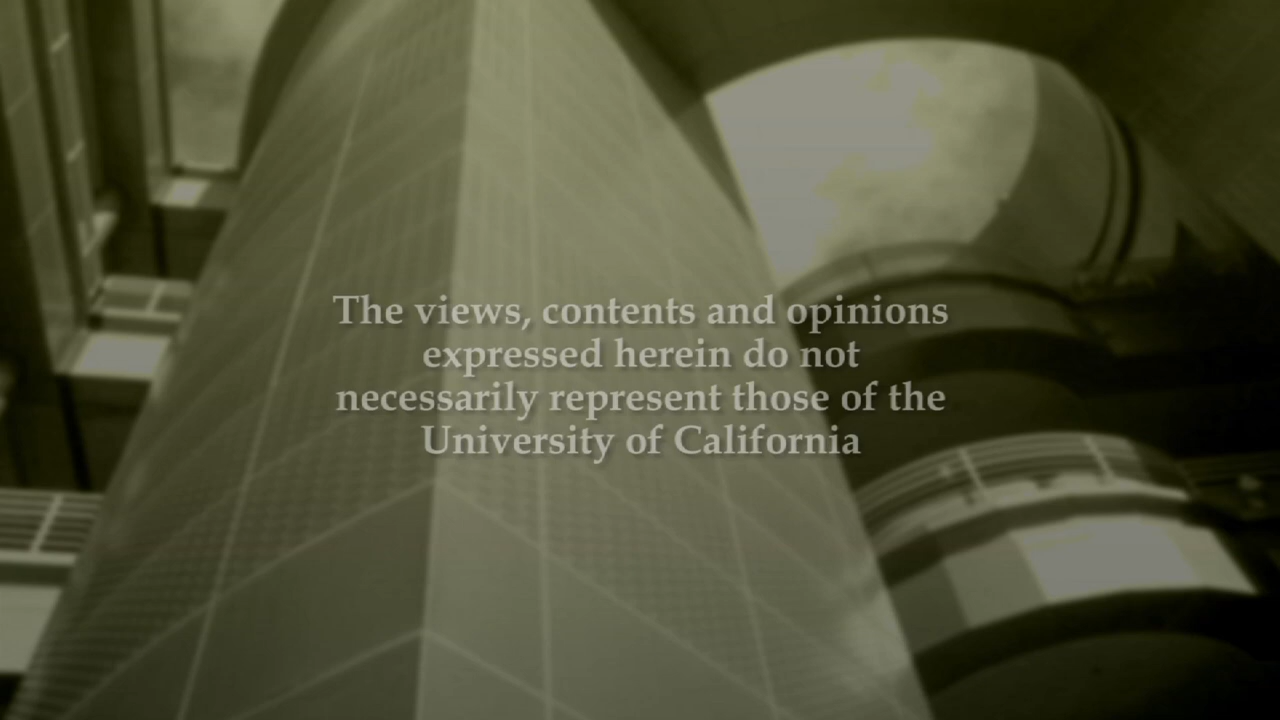 The views, contents and opinions
expressed herein do not
necessarily represent those of the
University of California